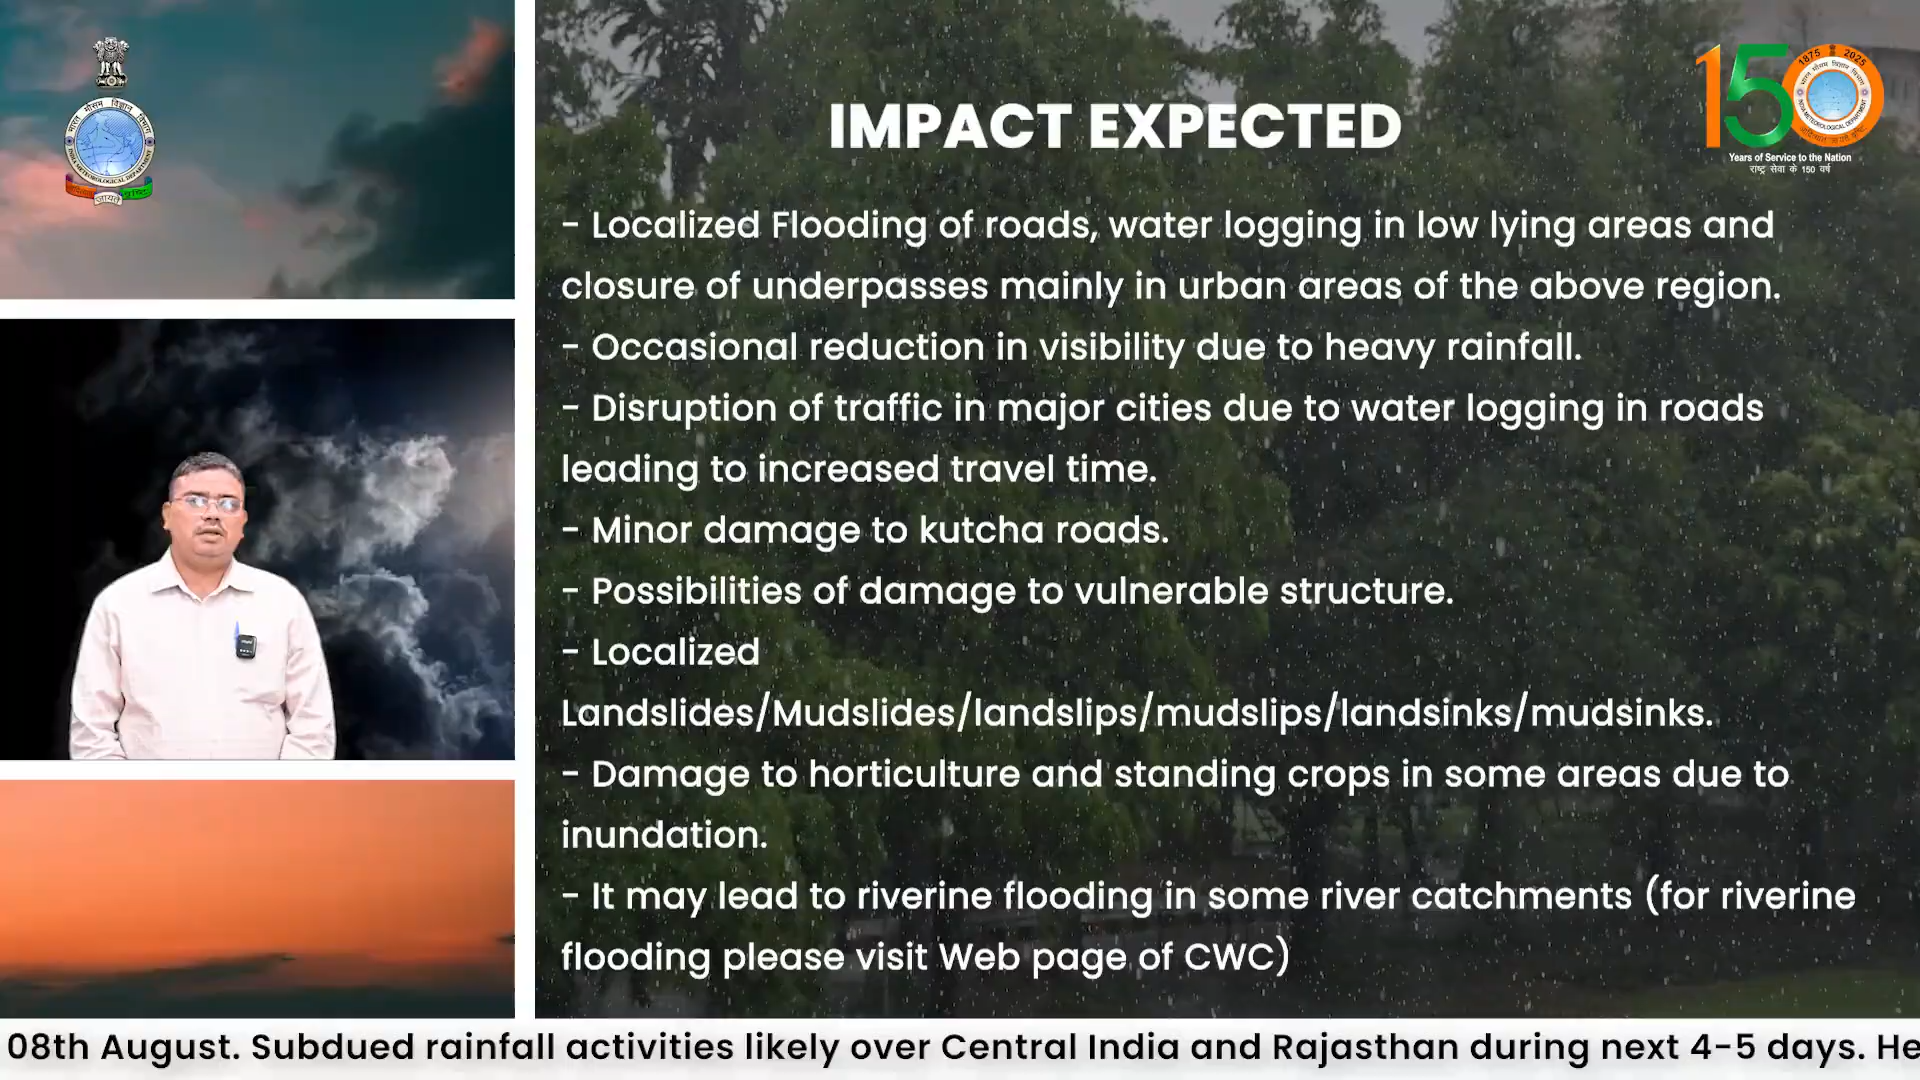 मौसम विज्ञान विभाग
INDIA METEOROLOGICAL DEPARTMENT
150
1875 2025
Years of Service to the Nation
राष्ट्र सेवा के 150 वर्ष
IMPACT EXPECTED
- Localized Flooding of roads, water logging in low lying areas and
closure of underpasses mainly in urban areas of the above region.
- Occasional reduction in visibility due to heavy rainfall.
- Disruption of traffic in major cities due to water logging in roads
leading to increased travel time.
- Minor damage to kutcha roads.
- Possibilities of damage to vulnerable structure.
- Localized
Landslides/Mudslides/landslips/mudslips/landsinks/mudsinks.
- Damage to horticulture and standing crops in some areas due to
inundation.
- It may lead to riverine flooding in some river catchments (for riverine
flooding please visit Web page of CWC)
08th August. Subdued rainfall activities likely over Central India and Rajasthan during next 4-5 days. He